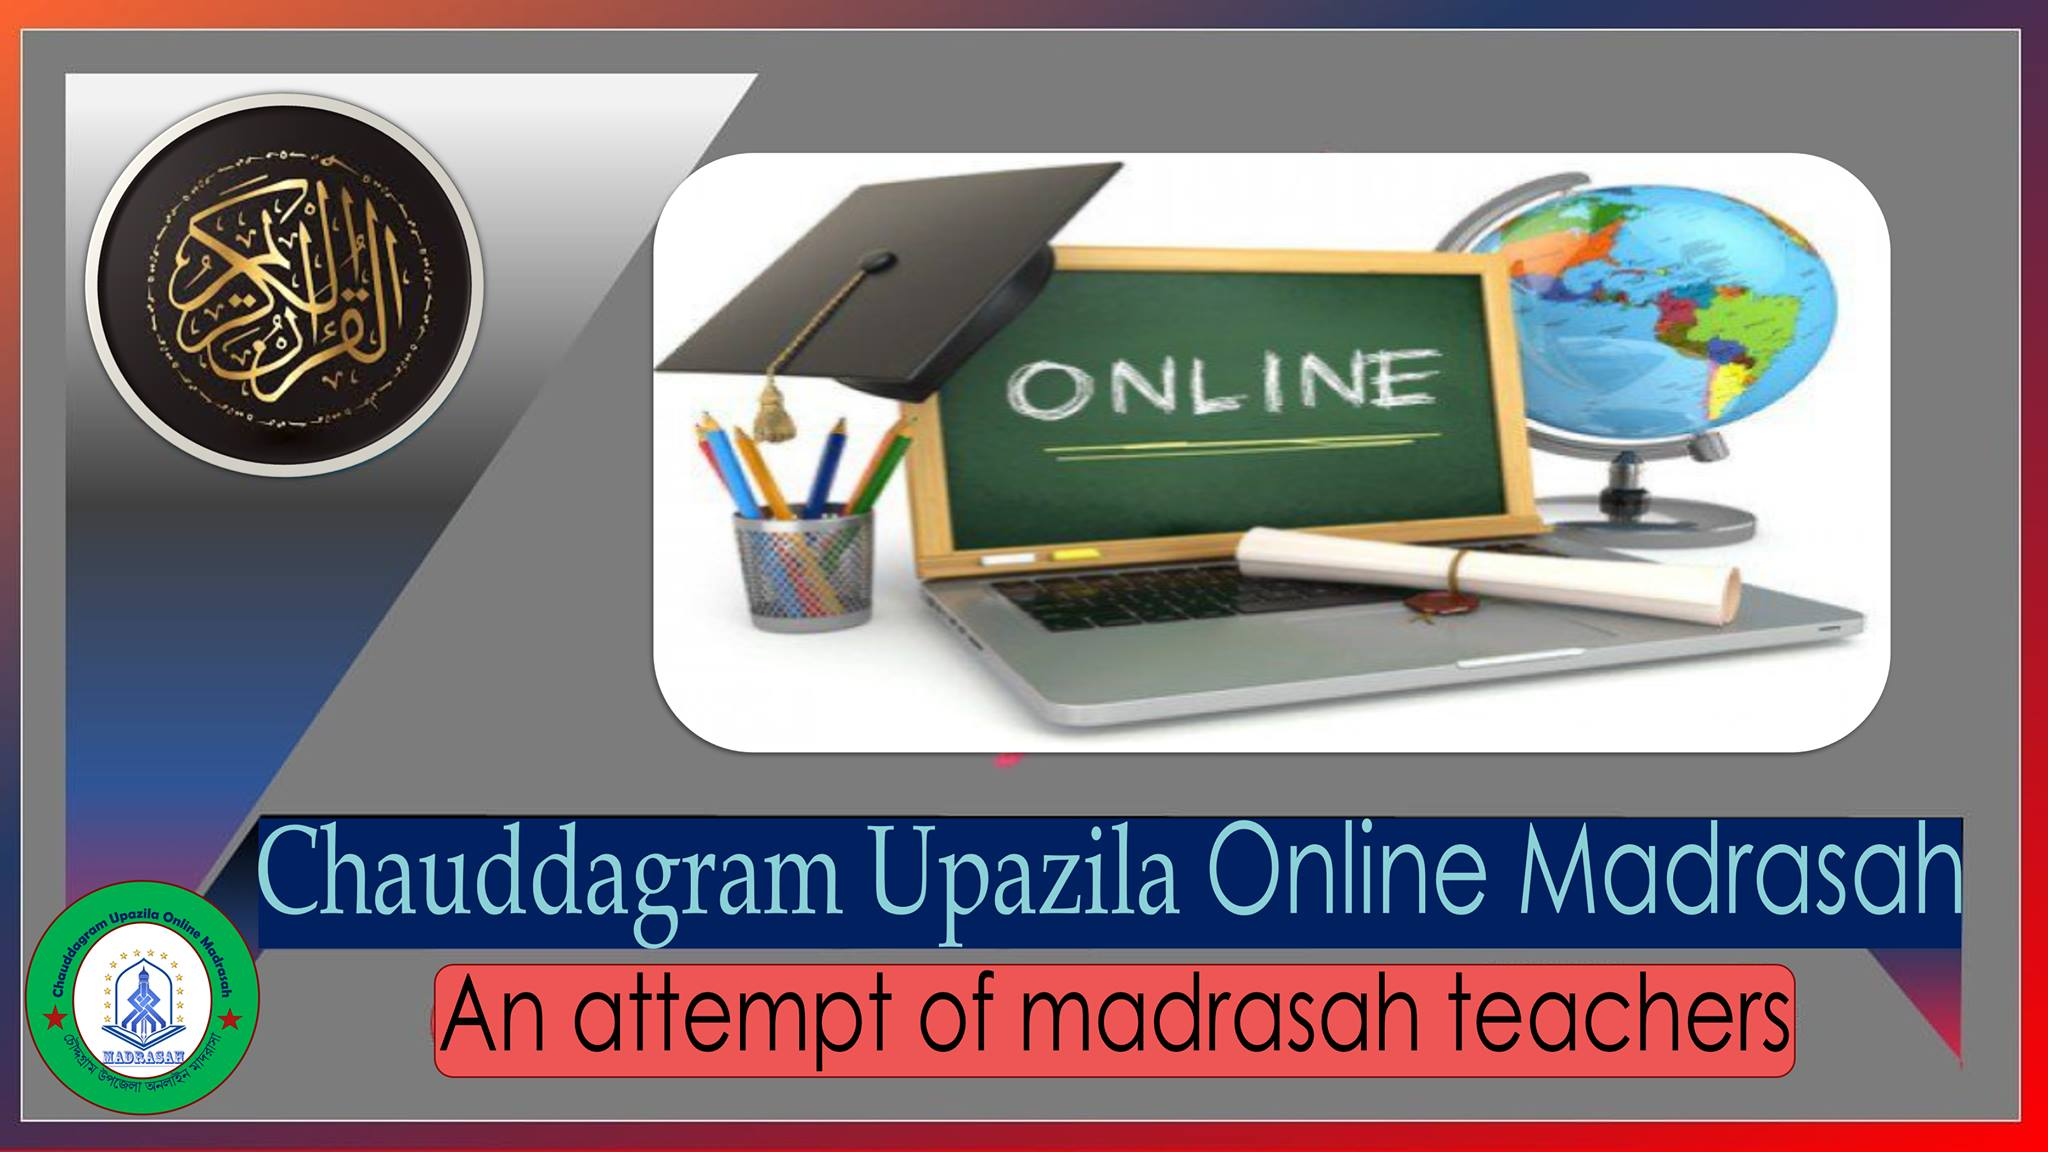 القرآن الكريم
ONLINE
Chauddagram Upazila Online Madrasah
An attempt of madrasah teachers
Chauddagram Upazila Online Madrasah
MADRASAH
চৌদ্দগ্রাম উপজেলা অনলাইন মাদরাসা